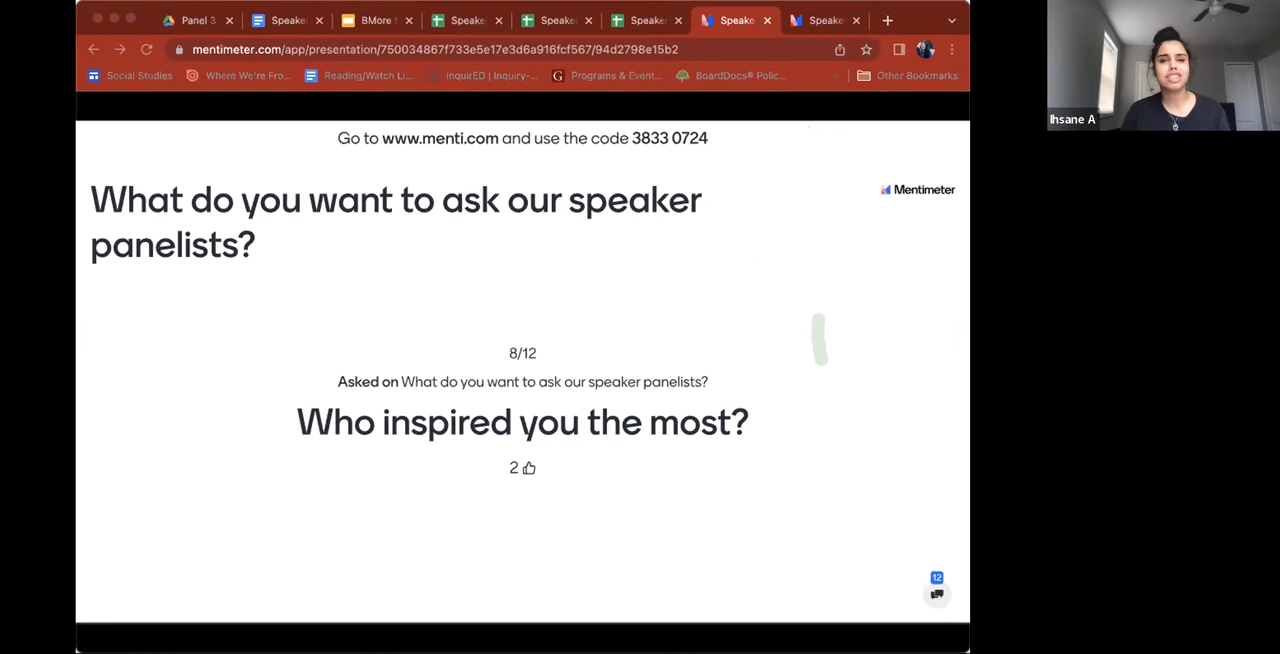 Panel 3
Speake
BMore
Speake
Speake
Speake
Speake
Speake
mentimeter.com/app/presentation/750034867f733e5e17e3d6a916fcf567/94d2798e15b2
Social Studies
Where We're Fro...
Reading/Watch Li...
inquirED | Inquiry-...
Programs & Event...
BoardDocs® Polic...
Other Bookmarks
Ihsane A
Go to www.menti.com and use the code 3833 0724
Mentimeter
What do you want to ask our speaker
panelists?
8/12
Asked on What do you want to ask our speaker panelists?
Who inspired you the most?
2
12